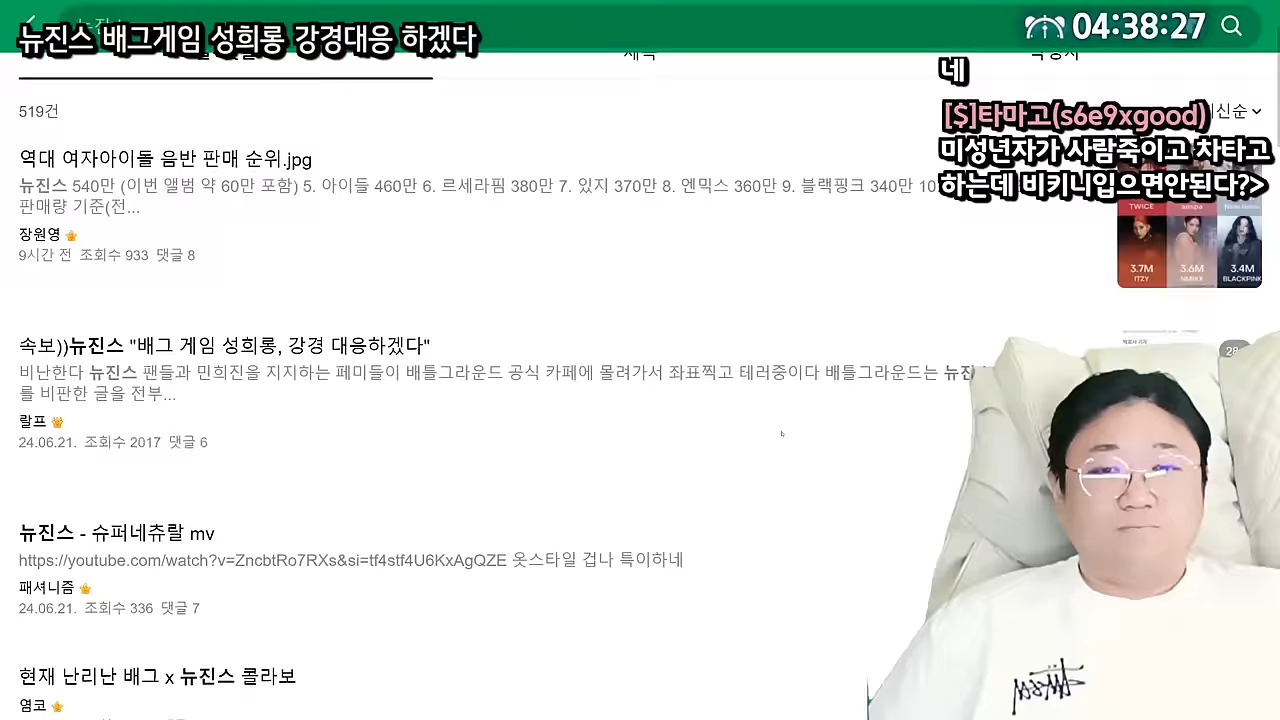 뉴진스 배그게임 성희롱 강경대응 하겠다
04:38:27
네
519건
신순
[$]타마고(s6e9xgood)
미성년자가 사람죽이고 차타고
하는데 비키니입으면안된다?>
역대 여자아이돌 음반 판매 순위.jpg
뉴진스 540만 (이번 앨범 약 60만 포함) 5. 아이들 460만 6. 르세라핌 380만 7. 있지 370만 8. 엔믹스 360만 9. 블랙핑크 340만 10
판매량 기준(전...
장원영
9시간 전 조회수 933 댓글 8
TWICE
3.7M 3.6M 3.4M
ITZY NMIXX BLACKPINK
속보))뉴진스 "배그 게임 성희롱, 강경 대응하겠다"
28
비난한다 뉴진스 팬들과 민희진을 지지하는 페미들이 배틀그라운드 공식 카페에 몰려가서 좌표찍고 테러중이다 배틀그라운드는 뉴진
를 비판한 글을 전부...
랄프
24.06.21. 조회수 2017 댓글 6
뉴진스 - 슈퍼네츄랄 mv
https://youtube.com/watch?v=ZncbtRo7RXs&si=tf4stf4U6KxAgQZE 옷스타일 겁나 특이하네
패셔니즘
24.06.21. 조회수 336 댓글 7
현재 난리난 배그 x 뉴진스 콜라보
염코